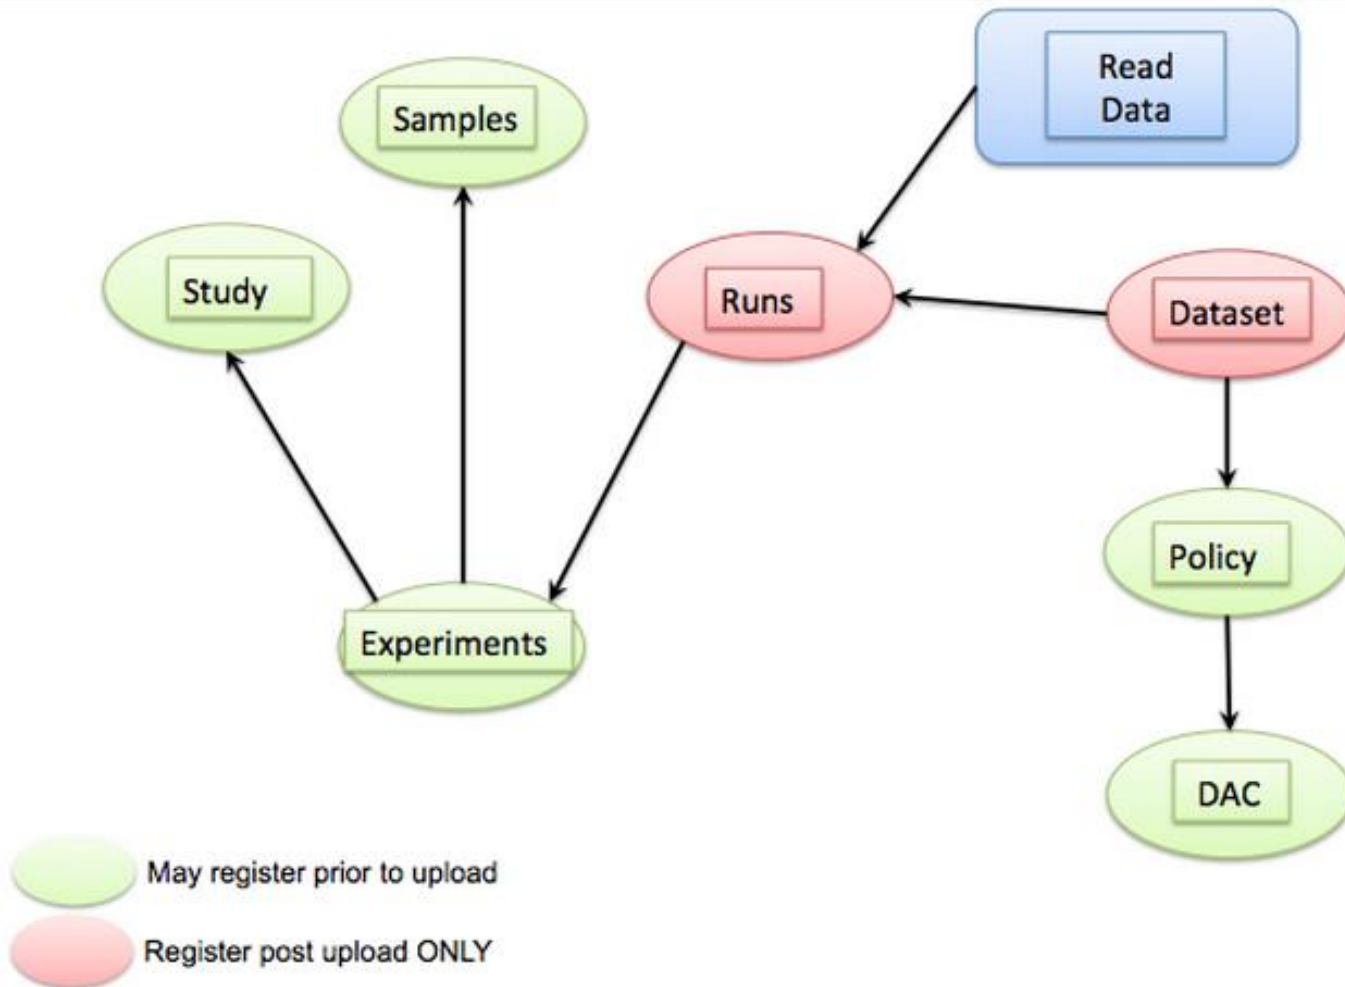 Read
Data
Samples
Study
Runs
Dataset
Policy
Experiments
DAC
May register prior to upload
Register post upload ONLY